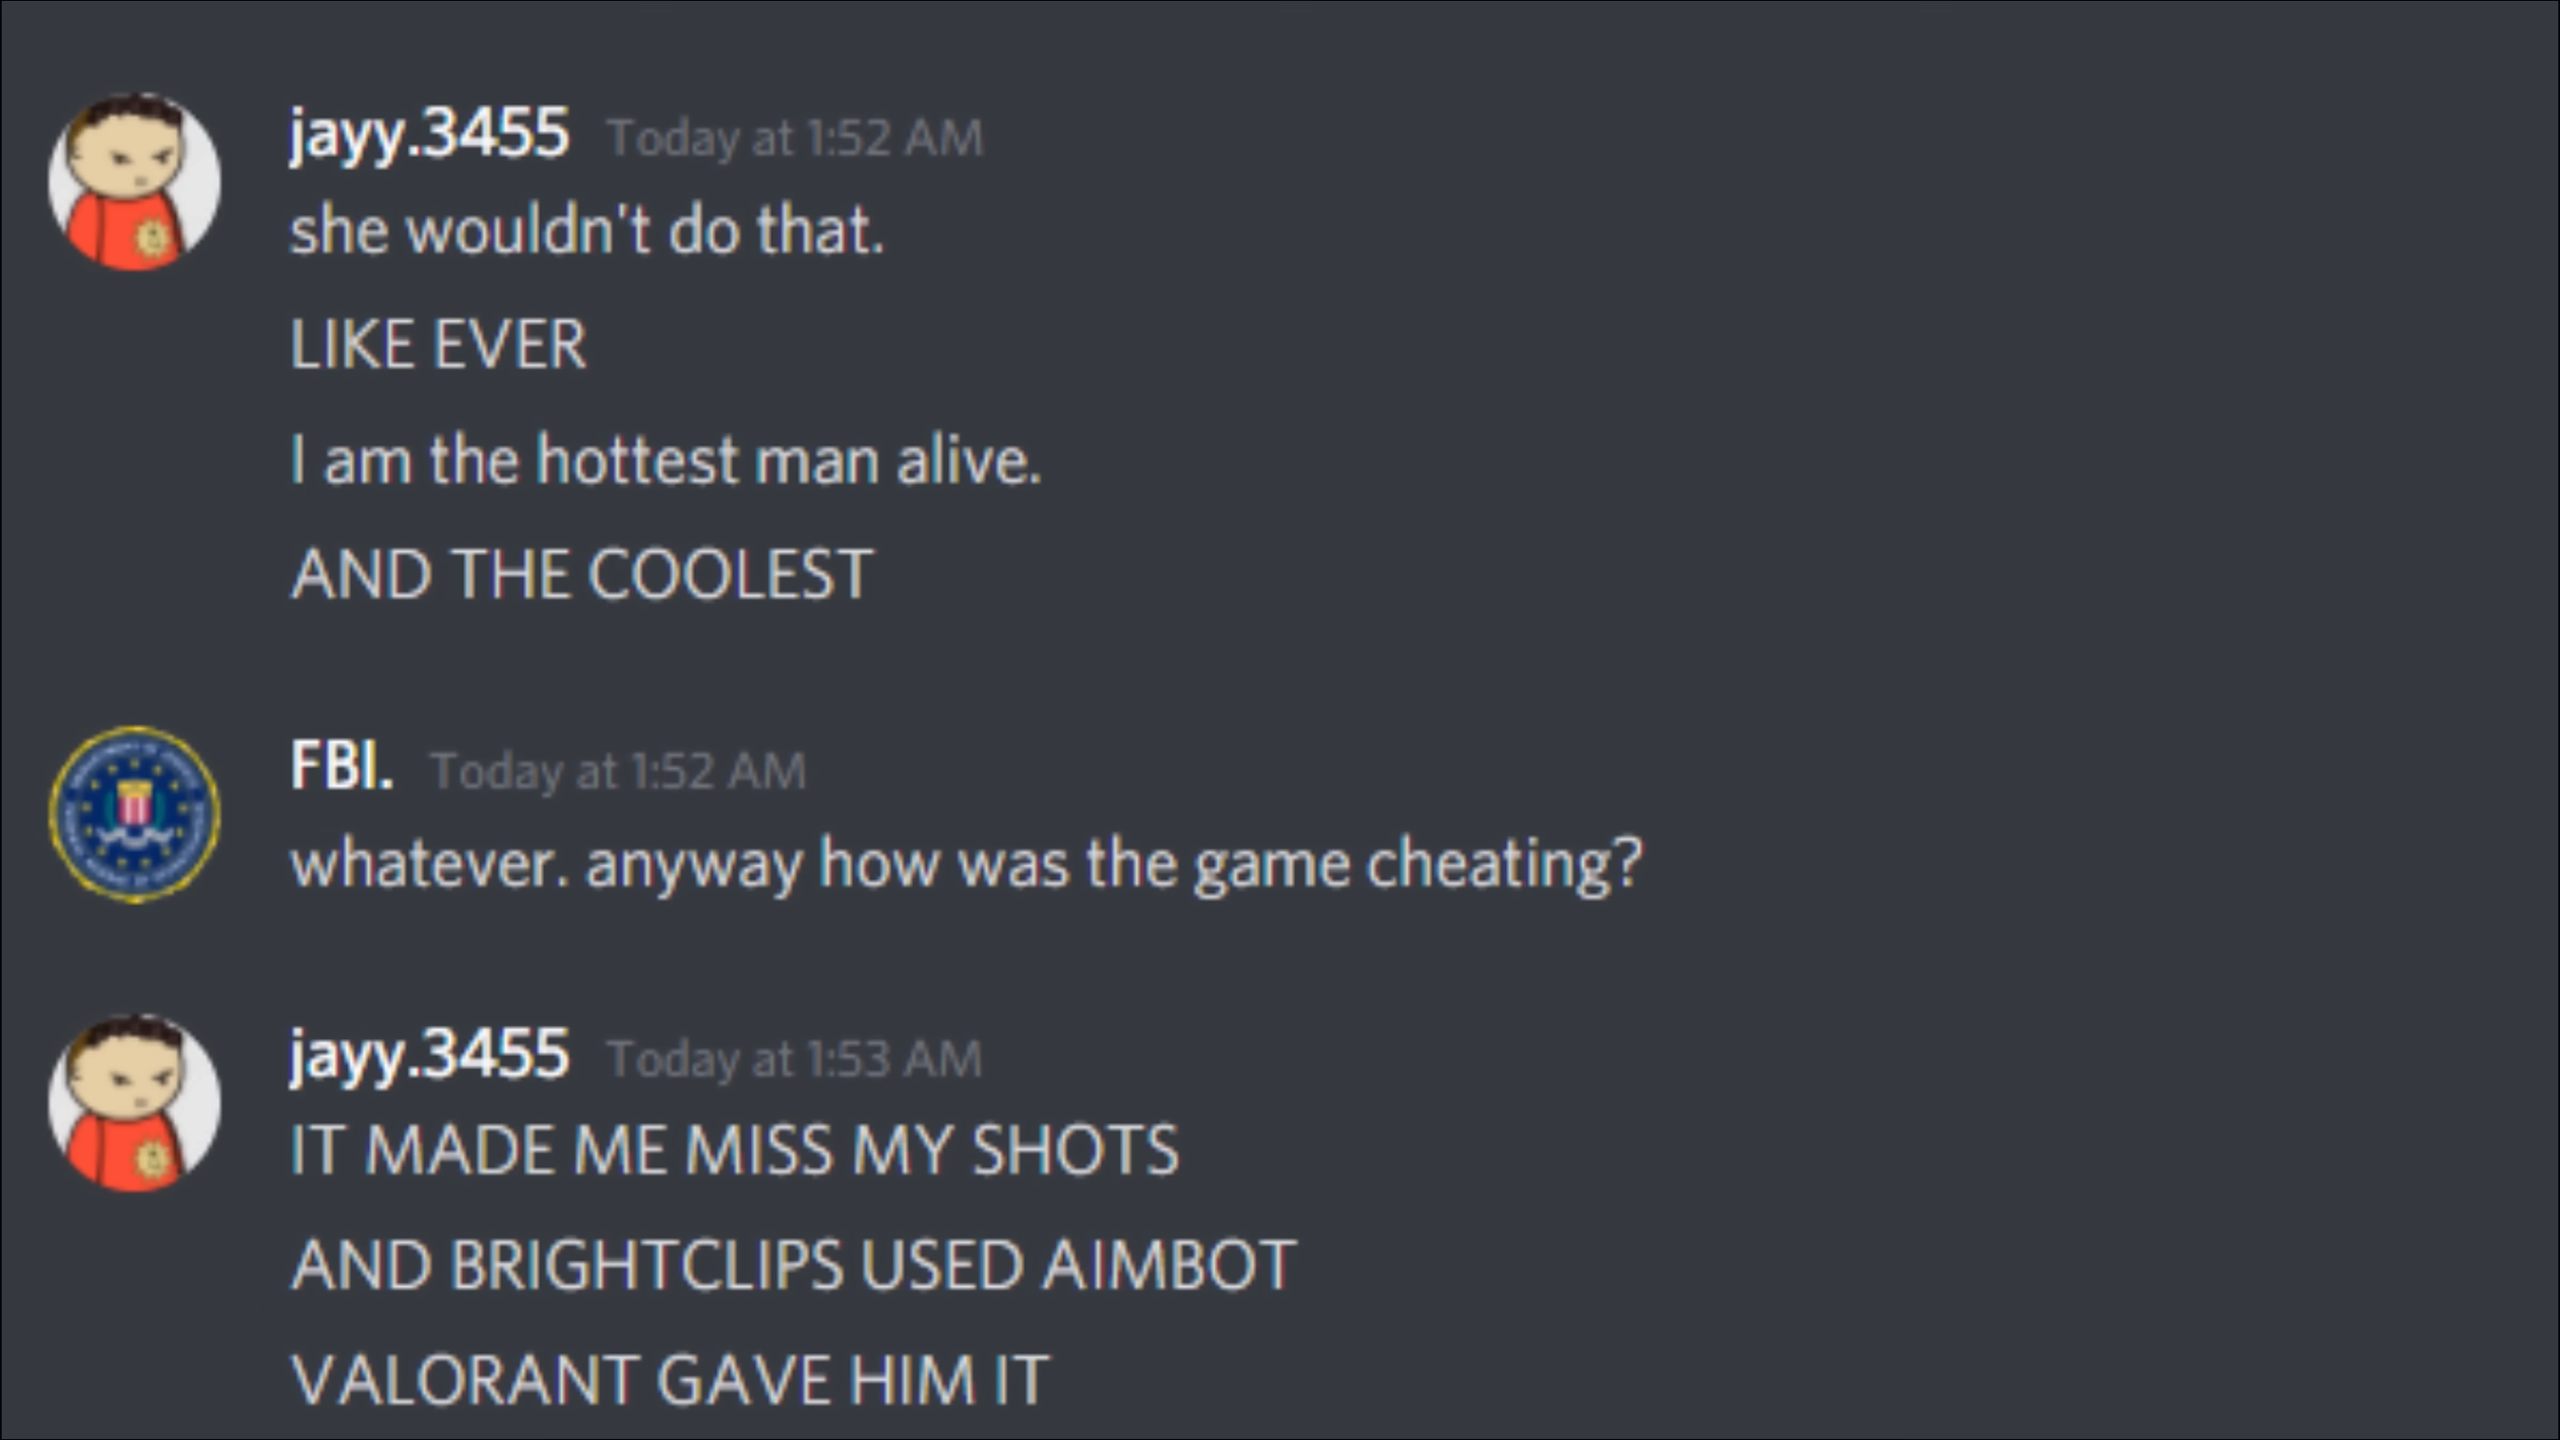 jayy.3455 Today at 1:52 AM
she wouldn't do that.
LIKE EVER
I am the hottest man alive.
AND THE COOLEST
FBI. Today at 1:52 AM
whatever. anyway how was the game cheating?
jayy.3455 Today at 1:53 AM
IT MADE ME MISS MY SHOTS
AND BRIGHTCLIPS USED AIMBOT
VALORANT GAVE HIM IT